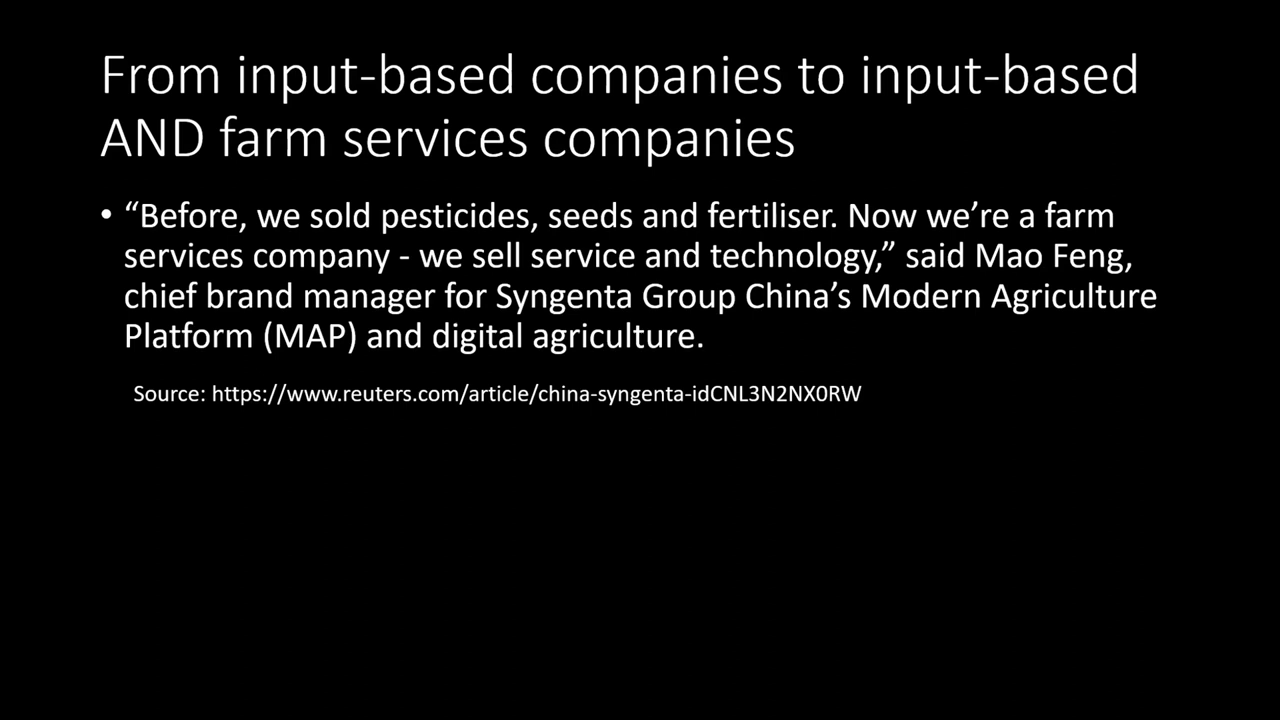 From input-based companies to input-based
AND farm services companies
• “Before, we sold pesticides, seeds and fertiliser. Now we’re a farm
services company - we sell service and technology,” said Mao Feng,
chief brand manager for Syngenta Group China’s Modern Agriculture
Platform (MAP) and digital agriculture.
Source: https://www.reuters.com/article/china-syngenta-idCNL3N2NX0RW